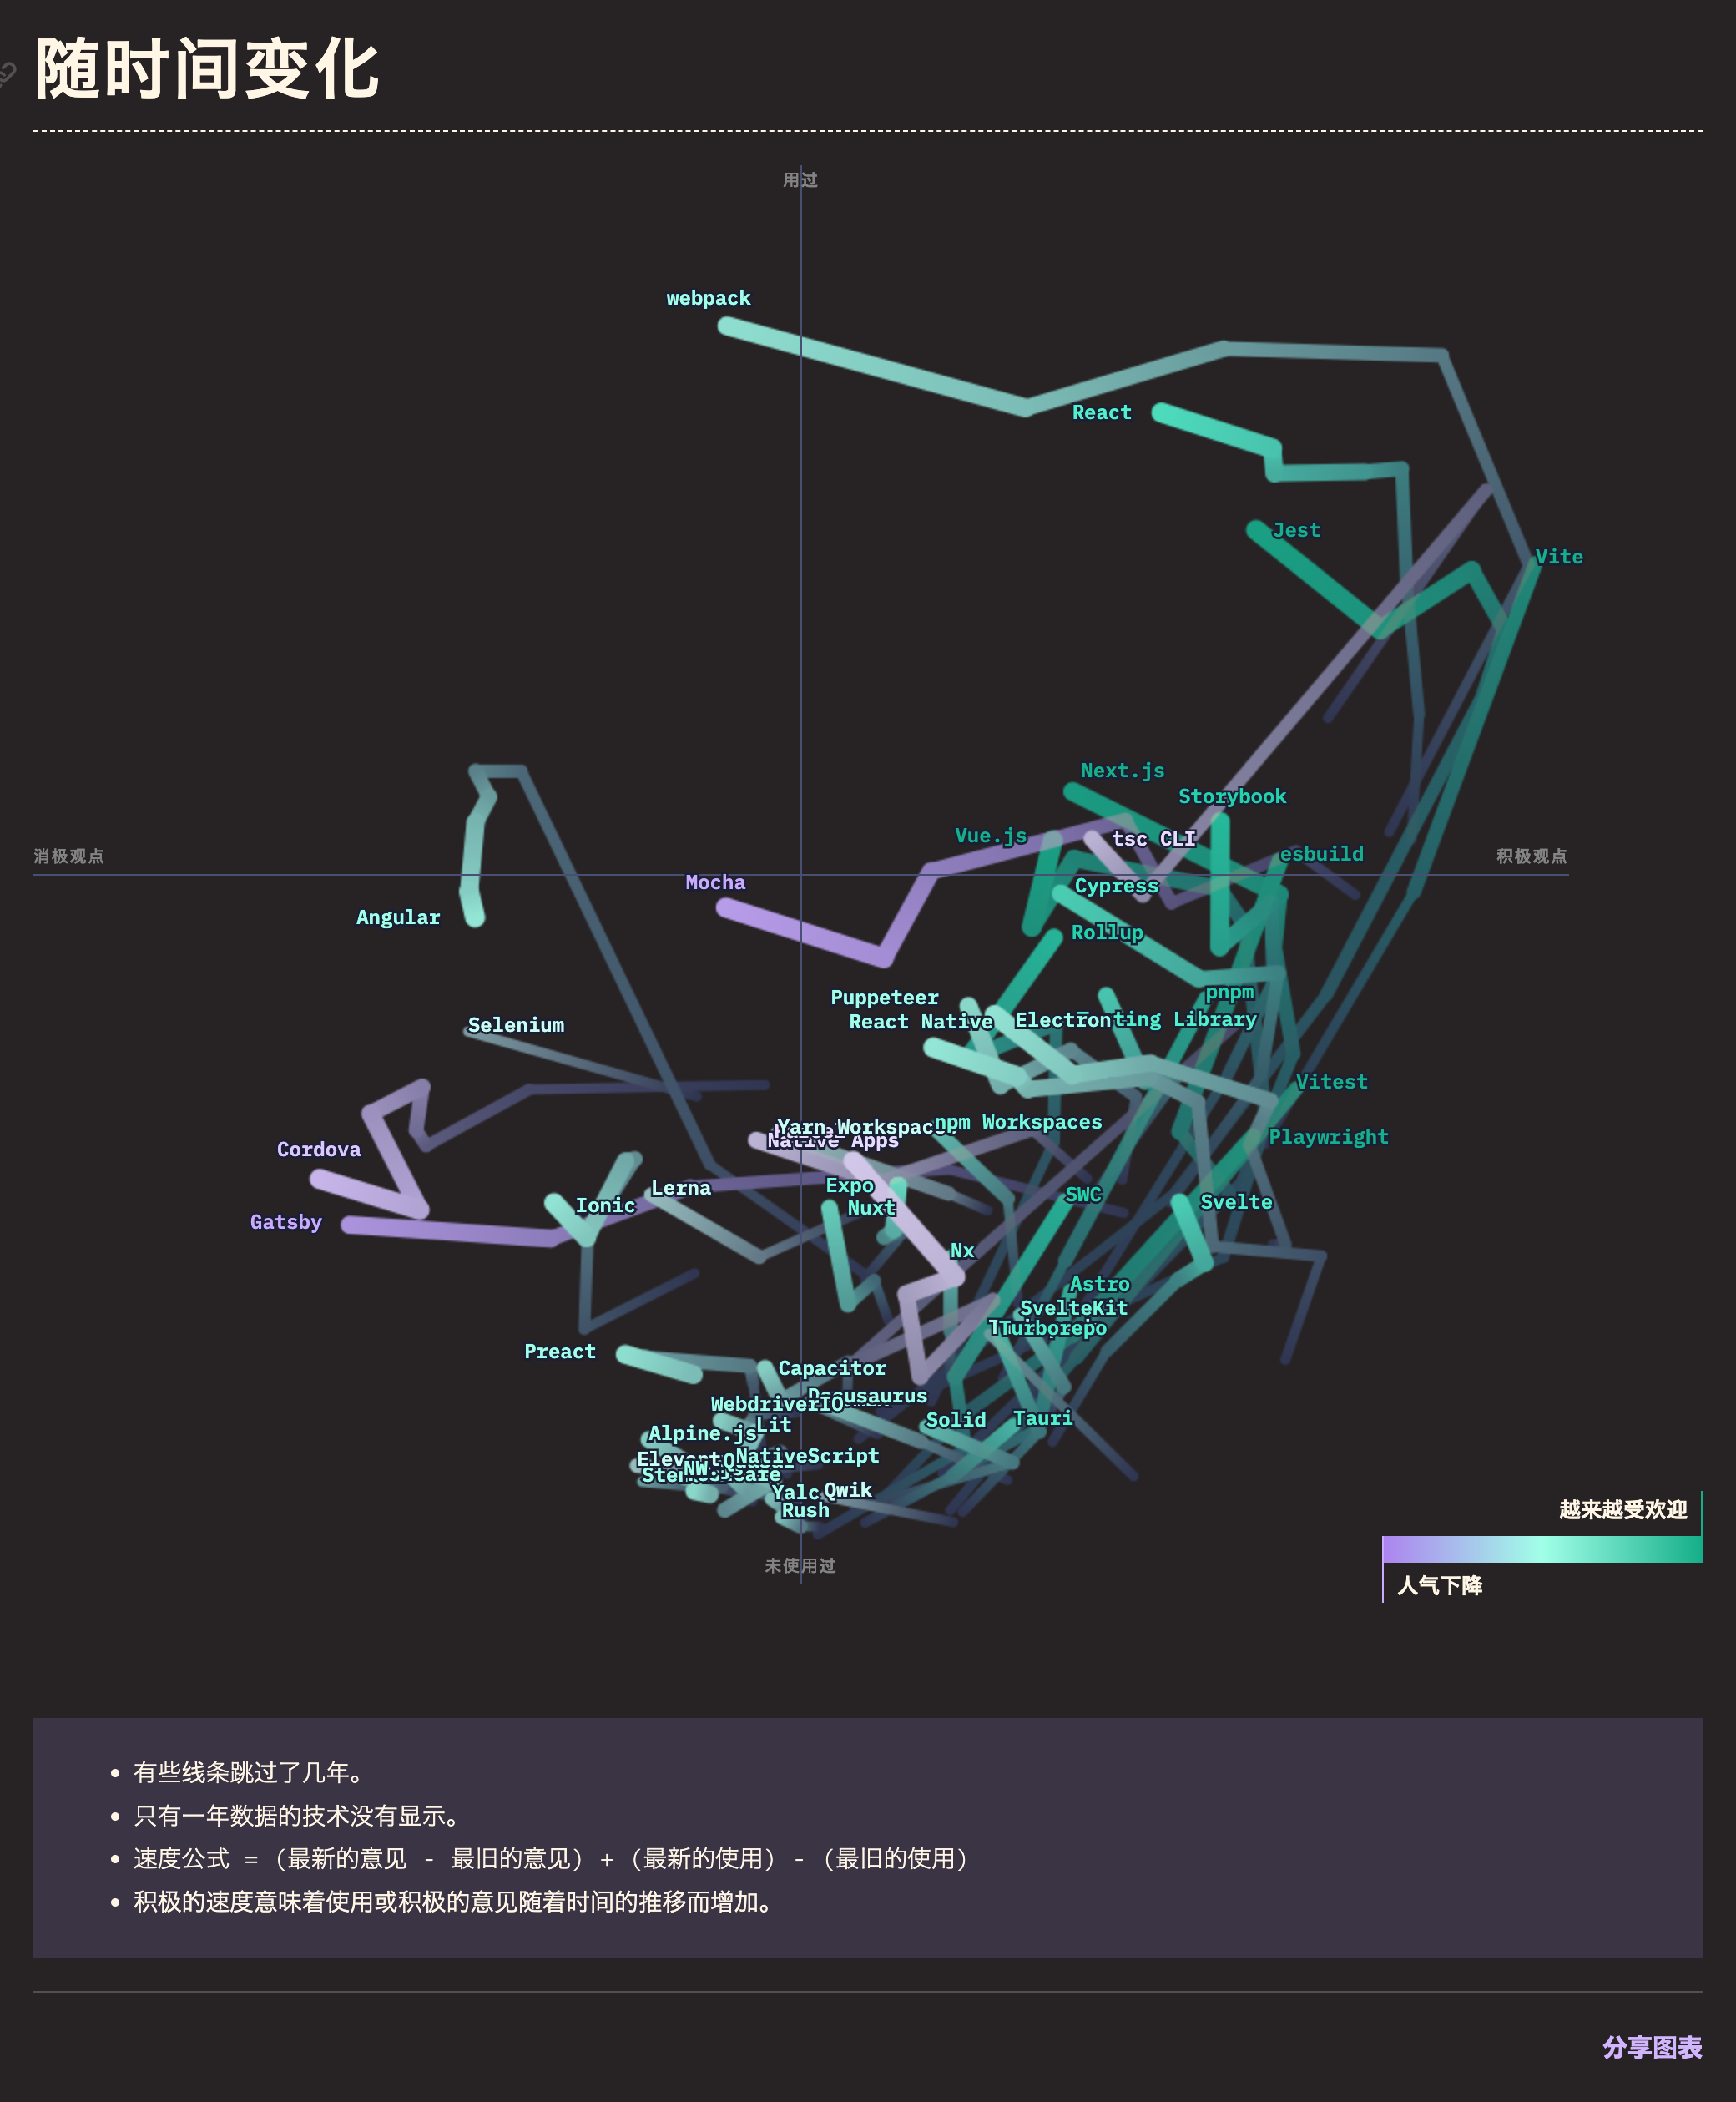 随时间变化
用过
webpack
React
Jest
Vite
Next.js
Storybook
Vue.js
tsc CLI
esbuild
消极观点
积极观点
Mocha
Cypress
Angular
Rollup
pnpm
Puppeteer
React Native
Electron
ting Library
Selenium
Vitest
Yarn Workspace
npm Workspaces
Native Apps
Playwright
Cordova
Expo
Lerna
SWC
Svelte
Ionic
Nuxt
Gatsby
Nx
Astro
SvelteKit
Turborepo
Preact
Capacitor
usaurus
WebdriverIO
Solid
Tauri
Lit
Alpine.js
NativeScript
Elevent
NW
Yalc
Qwik
Rush
未使用过
越来越受欢迎
人气下降
有些线条跳过了几年。
只有一年数据的技术没有显示。
速度公式 = (最新的意见 - 最旧的意见) + (最新的使用) - (最旧的使用)
积极的速度意味着使用或积极的意见随着时间的推移而增加。
分享图表